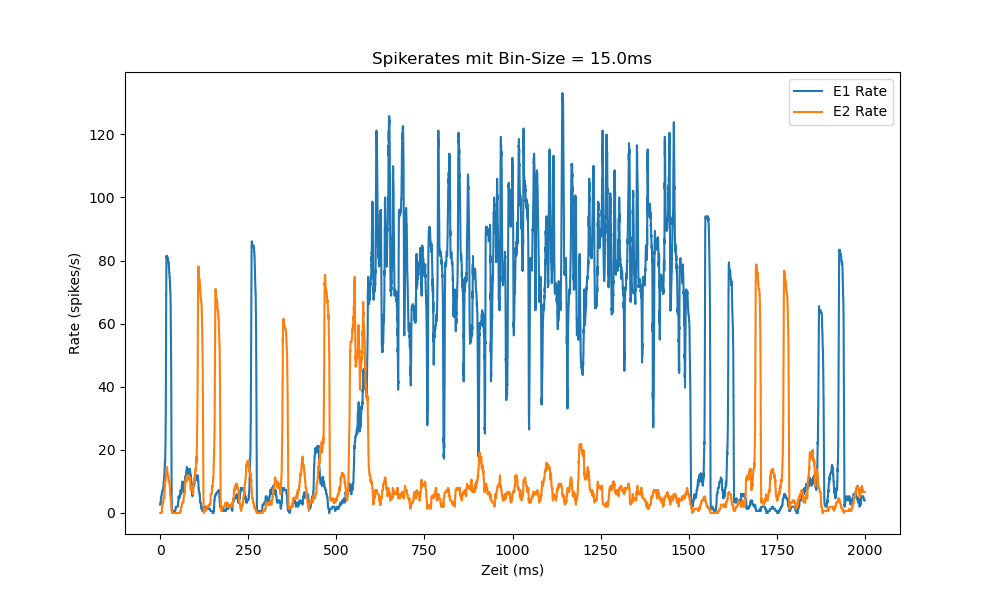 Spikerates mit Bin-Size = 15.0ms
E1 Rate
E2 Rate
120
100
80
60
40
20
0
Rate (spikes/s)
0 250 500 750 1000 1250 1500 1750 2000
Zeit (ms)